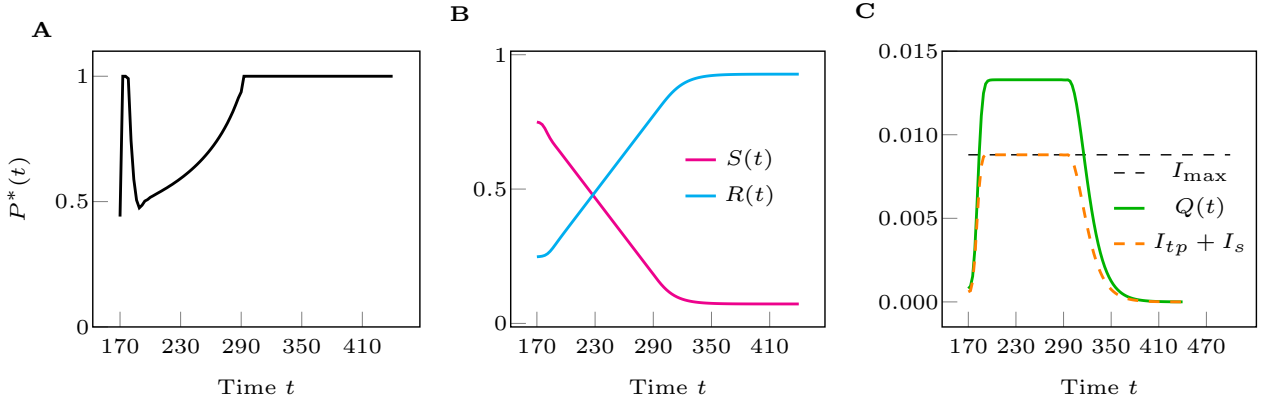 A
P*(t)
1
0.5
0
170 230 290 350 410
Time t
B
1
0.5
0
S(t)
R(t)
170 230 290 350 410
Time t
C
0.015
0.010
0.005
0.000
I_max
Q(t)
I_tp + I_s
170 230 290 350 410 470
Time t